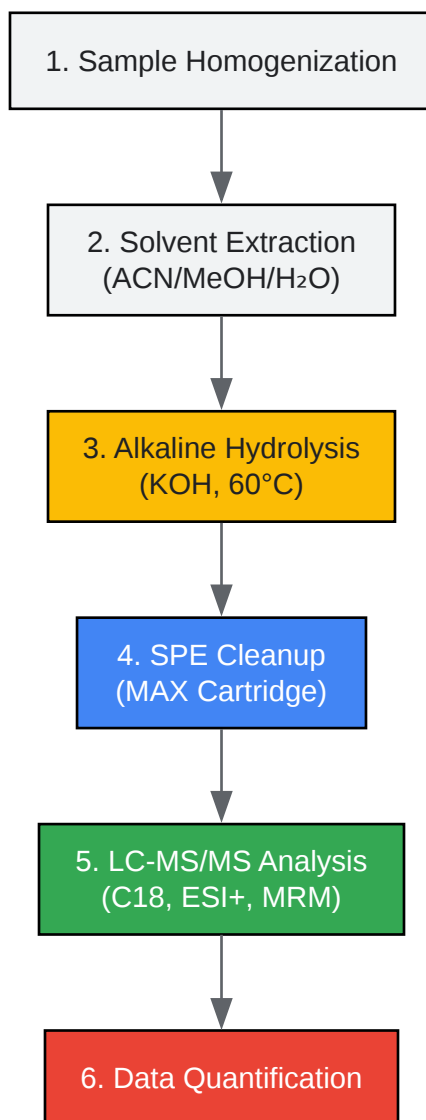 1. Sample Homogenization
2. Solvent Extraction
(ACN/MeOH/H₂O)
3. Alkaline Hydrolysis
(KOH, 60°C)
4. SPE Cleanup
(MAX Cartridge)
5. LC-MS/MS Analysis
(C18, ESI+, MRM)
6. Data Quantification